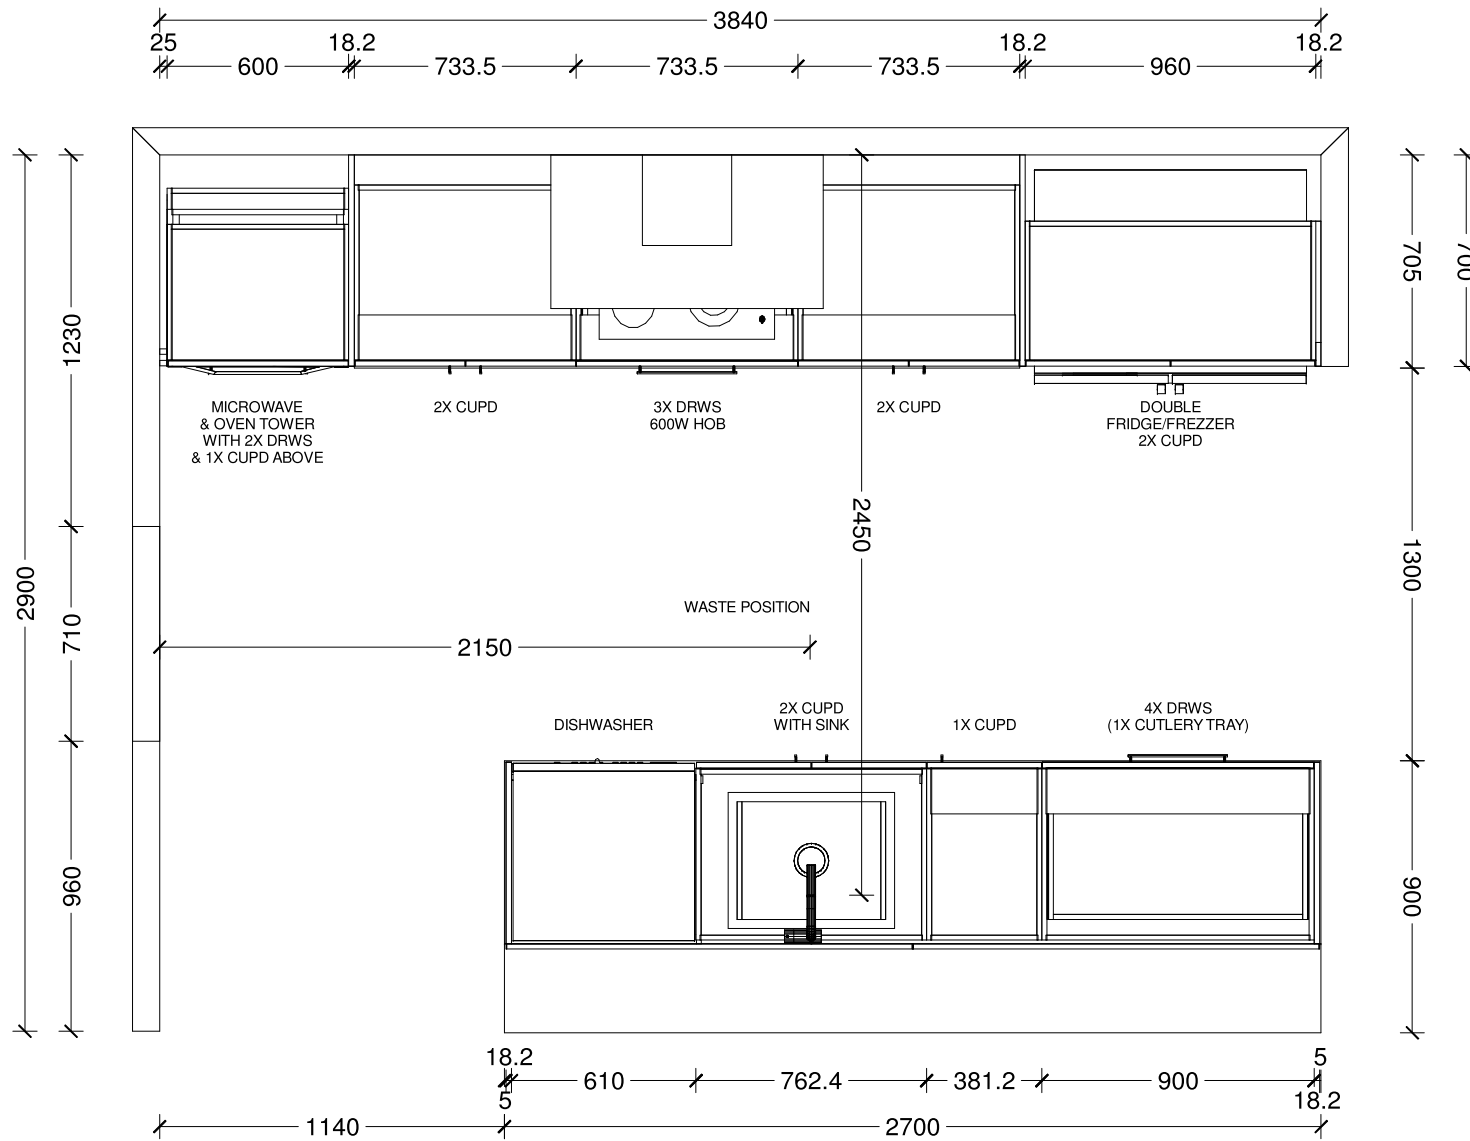 3840
25 18.2 18.2 18.2
600 733.5 733.5 733.5 960
705
700
1230
MICROWAVE
& OVEN TOWER
WITH 2X DRWS
& 1X CUPD ABOVE
2X CUPD
3X DRWS
600W HOB
2X CUPD
DOUBLE
FRIDGE/FREZZER
2X CUPD
2450
1300
2900
710
WASTE POSITION
2150
DISHWASHER
2X CUPD
WITH SINK
1X CUPD
4X DRWS
(1X CUTLERY TRAY)
960
900
18.2 5
610 762.4 381.2 900
5 18.2
1140 2700